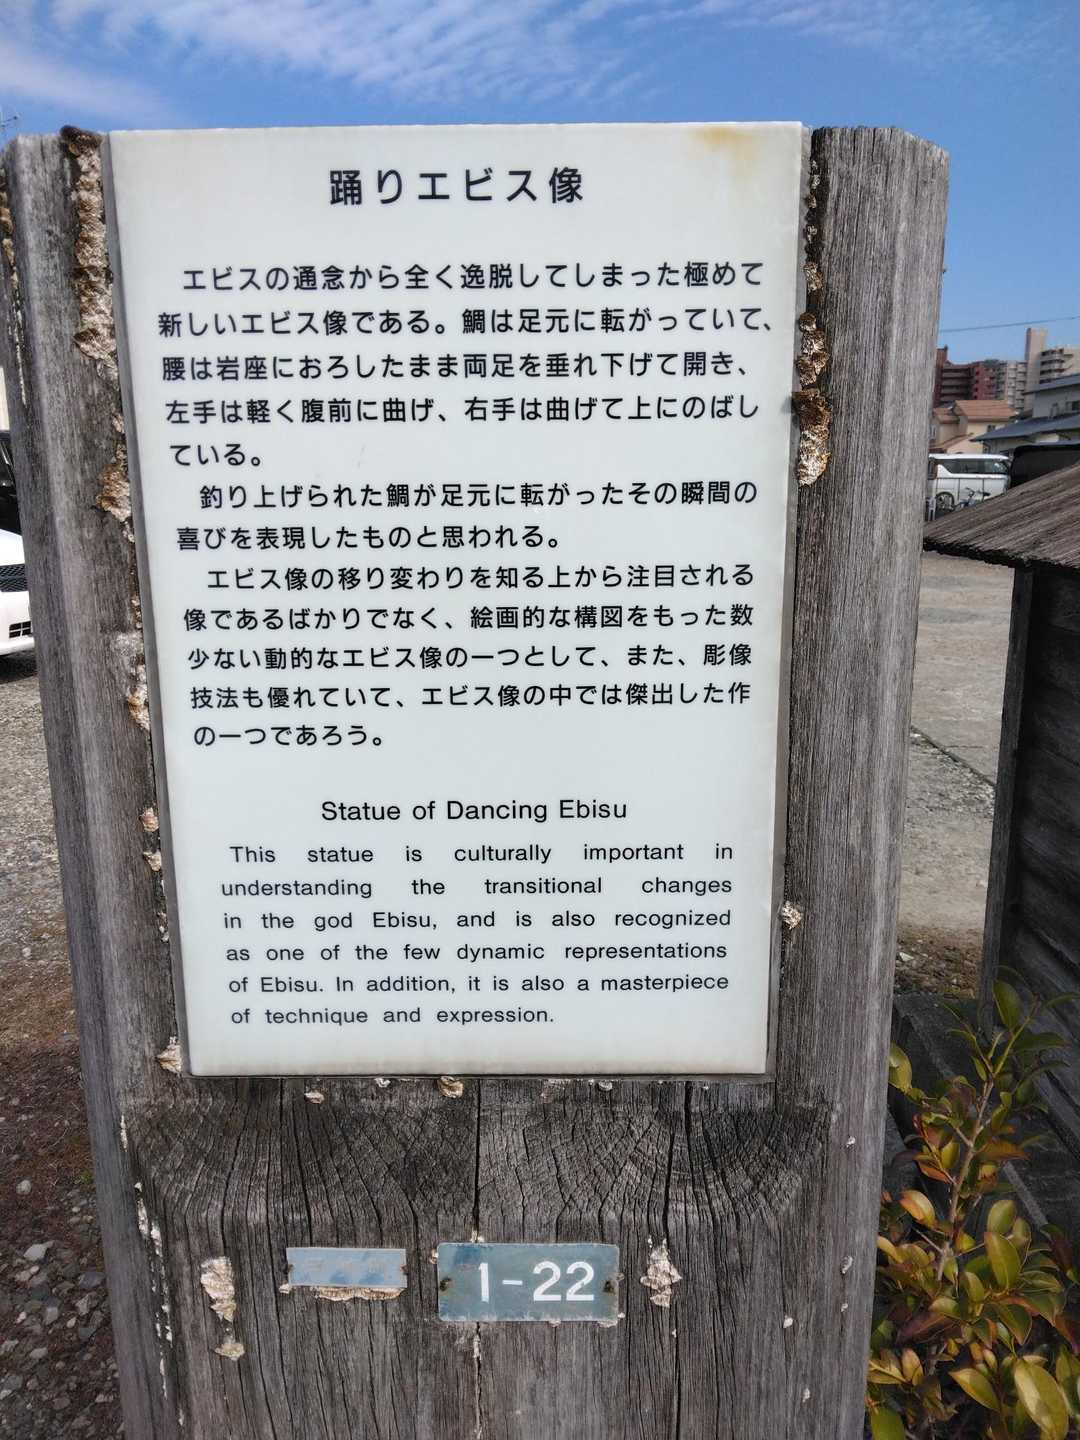 踊りエビス像
エビスの通念から全く逸脱してしまった極めて
新しいエビス像である。鯛は足元に転がっていて、
腰は岩座におろしたまま両足を垂れ下げて開き、
左手は軽く腹前に曲げ、右手は曲げて上にのばし
ている。
釣り上げられた鯛が足元に転がったその瞬間の
喜びを表現したものと思われる。
エビス像の移り変わりを知る上から注目される
像であるばかりでなく、絵画的な構図をもった数
少ない動的なエビス像の一つとして、また、彫像
技法も優れていて、エビス像の中では傑出した作
の一つであろう。
Statue of Dancing Ebisu
This statue is culturally important in
understanding the transitional changes
in the god Ebisu, and is also recognized
as one of the few dynamic representations
of Ebisu. In addition, it is also a masterpiece
of technique and expression.
1-22